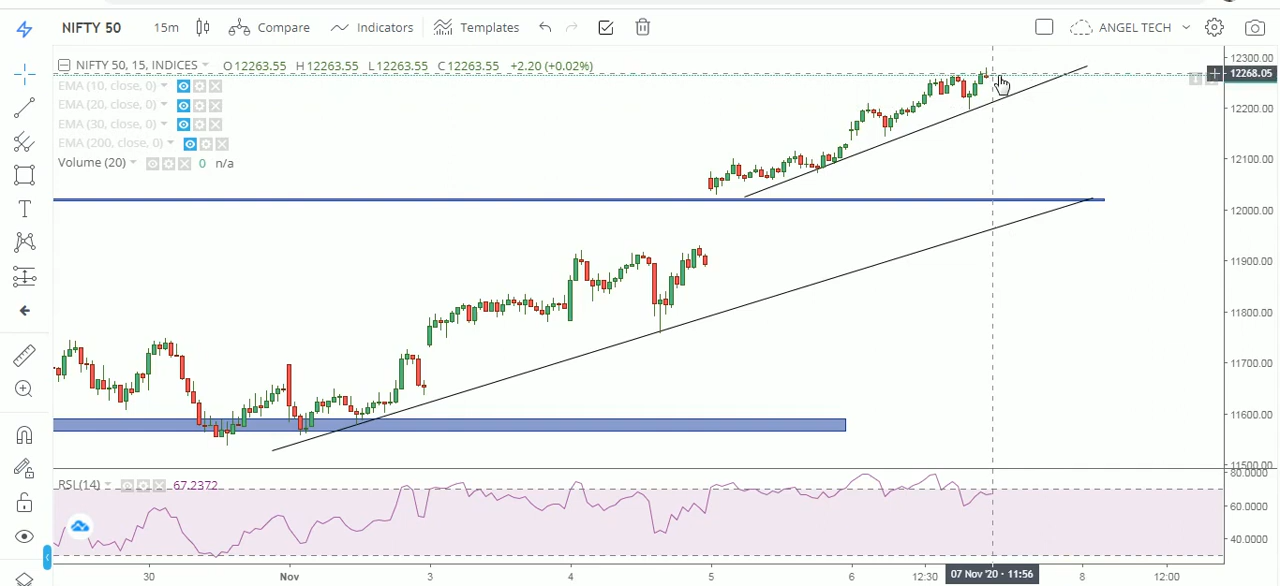 NIFTY 50 15m Compare Indicators Templates ANGEL TECH
NIFTY 50, 15, INDICES O12263.55 H12263.55 L12263.55 C12263.55 +2.20 (+0.02%)
EMA (10, close, 0)
EMA (20, close, 0)
EMA (30, close, 0)
EMA (200, close, 0)
Volume (20) 0 n/a
12300.00
12268.05
12200.00
12100.00
12000.00
11900.00
11800.00
11700.00
11600.00
11500.00
RSI (14) 67.2372
80.0000
60.0000
40.0000
30 Nov 3 4 5 6 12:30 07 Nov '20 · 11:56 8 12:00